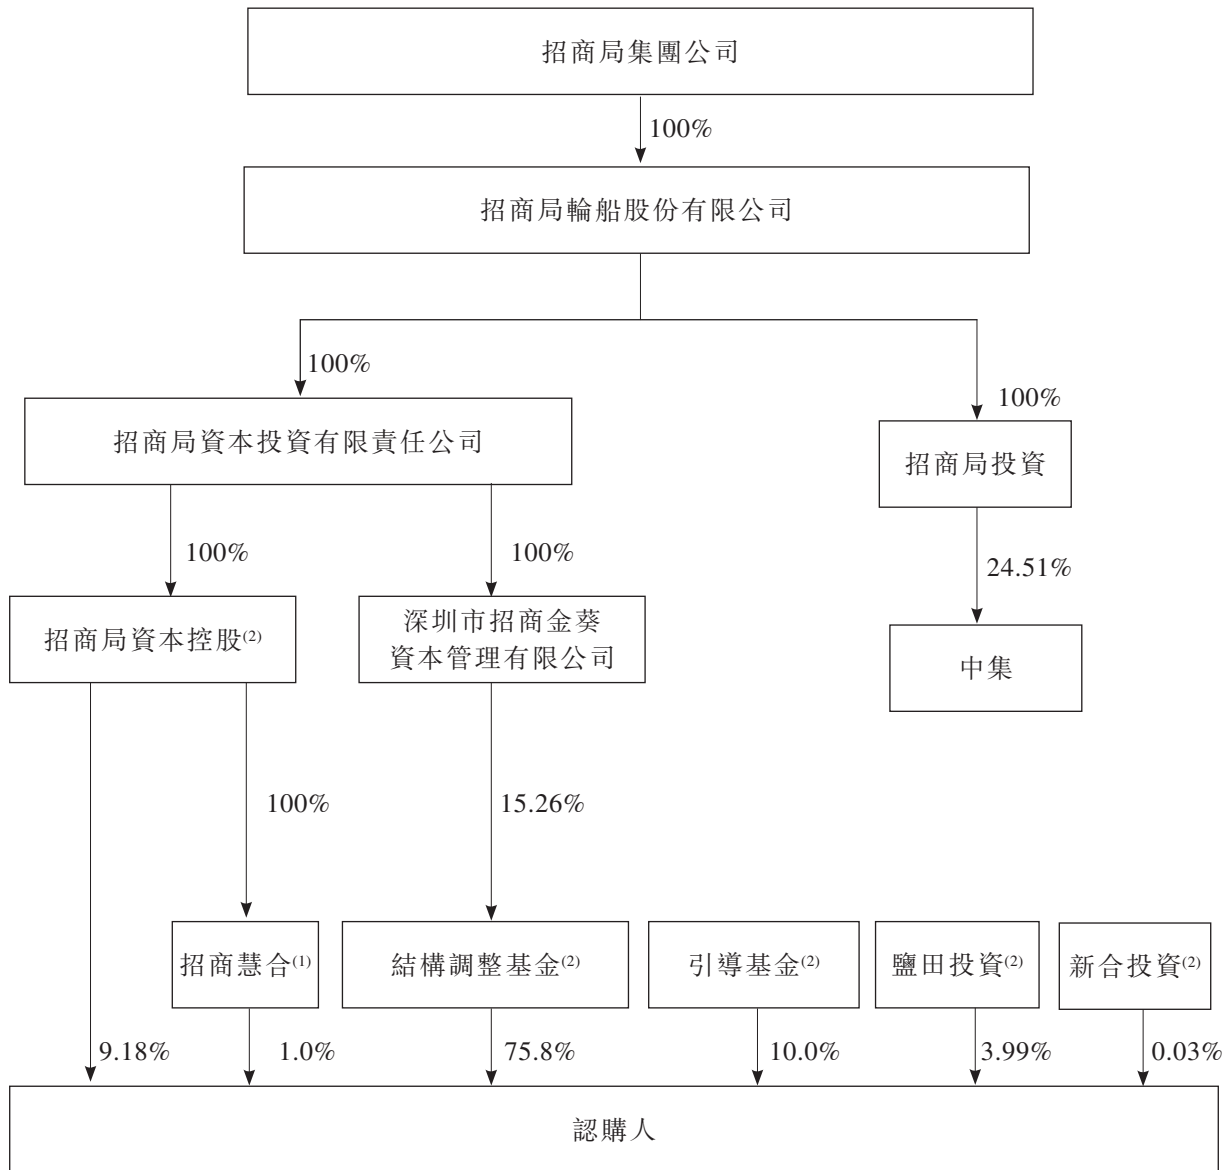 招商局集團公司
100%
招商局輪船股份有限公司
100%
100%
招商局資本投資有限責任公司
招商局投資
100%
100%
24.51%
招商局資本控股(2)
深圳市招商金葵
資本管理有限公司
中集
100%
15.26%
招商慧合(1)
結構調整基金(2)
引導基金(2)
鹽田投資(2)
新合投資(2)
9.18%
1.0%
75.8%
10.0%
3.99%
0.03%
認購人